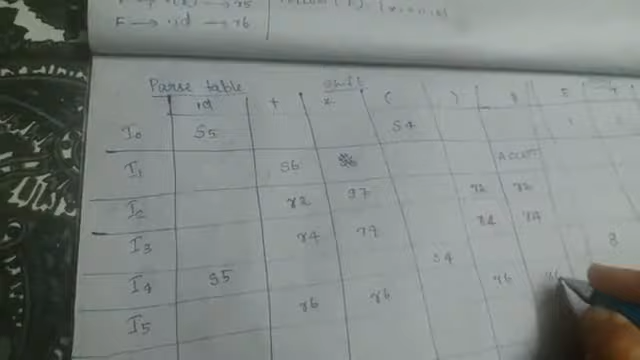 F → id → r6
Parse table Shift
id + x ( ) $ E T
I0 S5 S4 1
I1 S6 Accept
I2 r2 S7 r2 r2
I3 r4 r4 r4 r4
I4 S5 S4 8
I5 r6 r6 r6